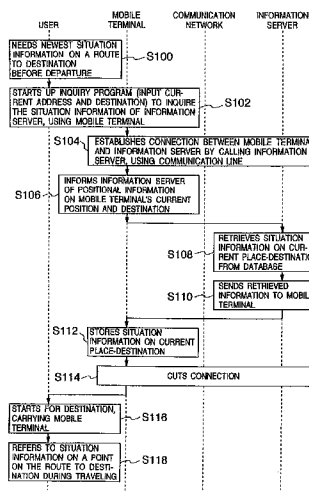 USER
MOBILE
TERMINAL
COMMUNICATION
NETWORK
INFORMATION
SERVER
NEEDS NEWEST SITUATION
INFORMATION ON A ROUTE
TO DESTINATION
BEFORE DEPARTURE
S100
STARTS UP INQUIRY PROGRAM (INPUT CUR-
RENT ADDRESS AND DESTINATION) TO INQUIRE
THE SITUATION INFORMATION OF INFORMATION
SERVER, USING MOBILE TERMINAL
S102
S104
ESTABLISHES CONNECTION BETWEEN MOBILE TERMINA
AND INFORMATION SERVER BY CALLING INFORMATION
SERVER, USING COMMUNICATION LINE
S106
INFORMS INFORMATION SERVER
OF POSITIONAL INFORMATION
ON MOBILE TERMINAL'S CURRENT
POSITION AND DESTINATION
S108
RETRIEVES SITUATION
INFORMATION ON CUR-
RENT PLACE-DESTINATIO
FROM DATABASE
S110
SENDS RETRIEVED
INFORMATION TO MOBIL
TERMINAL
S112
STORES SITUATION
INFORMATION ON CURRENT
PLACE-DESTINATION
S114
CUTS CONNECTION
STARTS FOR DESTINATION,
CARRYING MOBILE
TERMINAL
S116
REFERS TO SITUATION
INFORMATION ON A POINT
ON THE ROUTE TO DESTI-
NATION DURING TRAVELING
S118